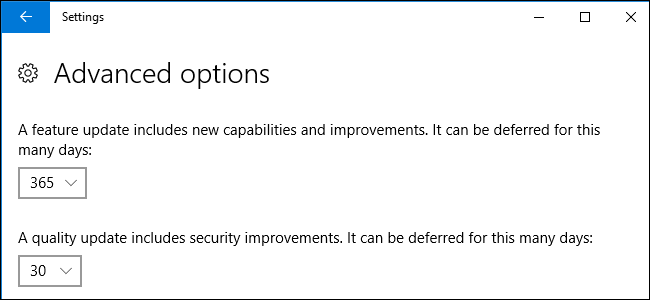 Settings
Advanced options
A feature update includes new capabilities and improvements. It can be deferred for this
many days:
365
A quality update includes security improvements. It can be deferred for this many days:
30